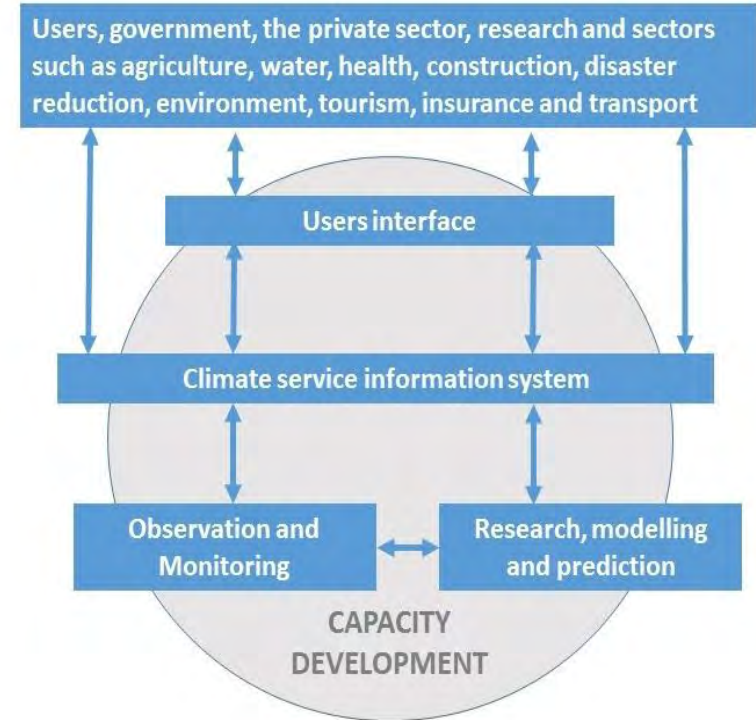 Users, government, the private sector, research and sectors
such as agriculture, water, health, construction, disaster
reduction, environment, tourism, insurance and transport
Users interface
Climate service information system
Observation and
Monitoring
Research, modelling
and prediction
CAPACITY
DEVELOPMENT